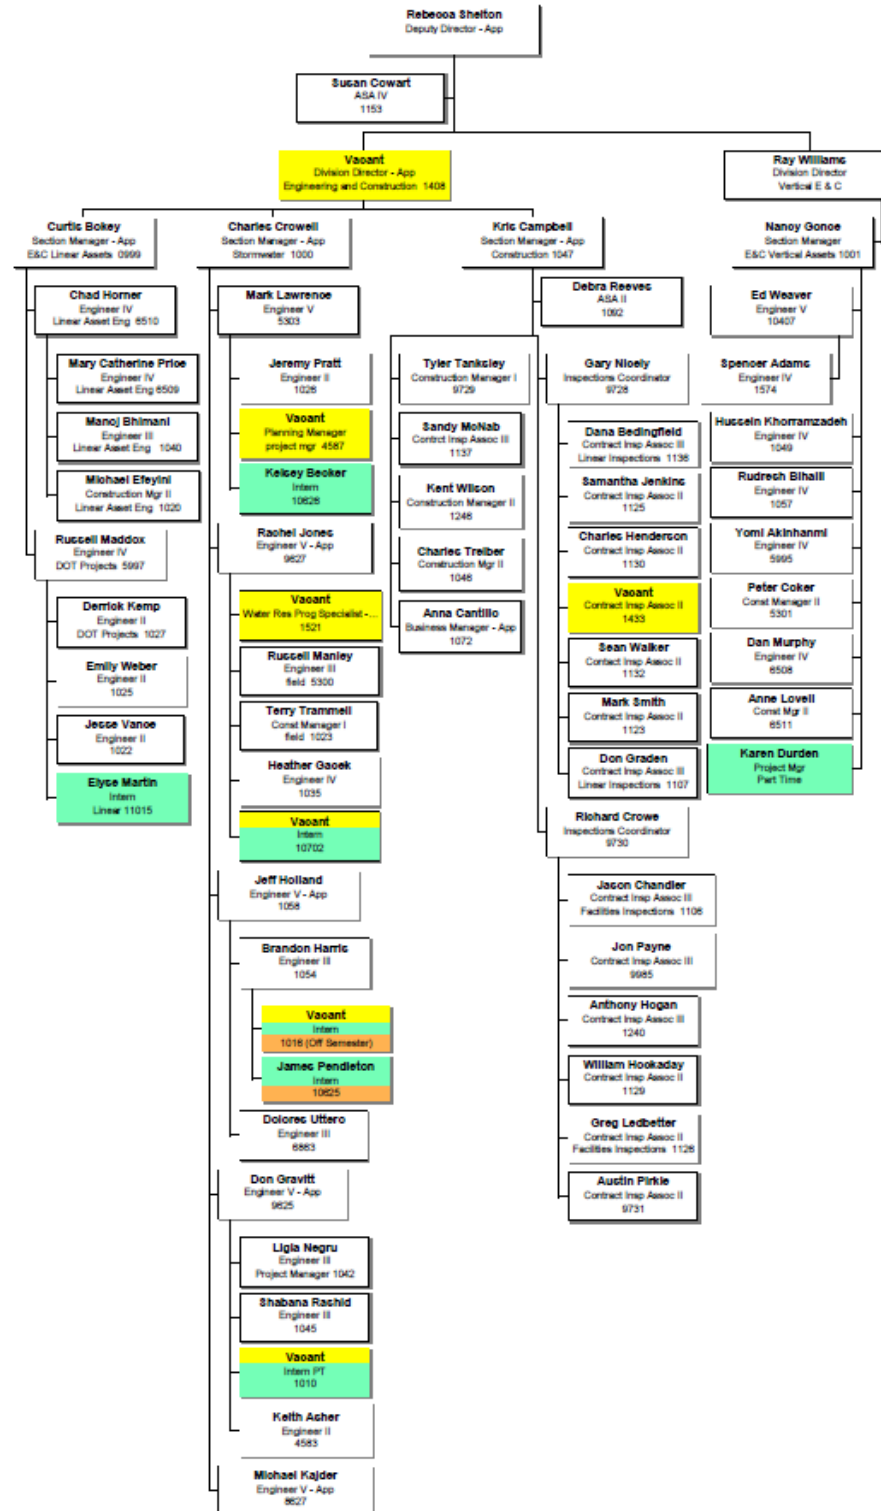 Rebecca Shelton
Deputy Director - App
Susan Cowart
ASA IV
1153
Vacant
Division Director - App
Engineering and Construction 1408
Ray Williams
Division Director
Vertical E & C
Curtis Bokey
Section Manager - App
E&C Linear Assets 0999
Chad Horner
Engineer IV
Linear Asset Eng 6510
Mary Catherine Price
Engineer IV
Linear Asset Eng 6509
Manoj Bhimani
Engineer III
Linear Asset Eng 1040
Michael Efeyini
Construction Mgr II
Linear Asset Eng 1020
Russell Maddox
Engineer IV
DOT Projects 5997
Derrick Kemp
Engineer II
DOT Projects 1027
Emily Weber
Engineer II
1025
Jesse Vance
Engineer II
1022
Elyse Martin
Intern
Linear 11015
Charles Crowell
Section Manager - App
Stormwater 1000
Mark Lawrence
Engineer V
5303
Jeremy Pratt
Engineer II
1026
Vacant
Planning Manager
project mgr 4587
Kelsey Becker
Intern
10626
Rachel Jones
Engineer V - App
9627
Vacant
Water Res Prog Specialist -...
1521
Russell Manley
Engineer III
field 5300
Terry Trammell
Const Manager I
field 1023
Heather Gacek
Engineer IV
1035
Vacant
Intern
10702
Jeff Holland
Engineer V - App
1058
Brandon Harris
Engineer III
1054
Vacant
Intern
1016 (Off Semester)
James Pendleton
Intern
10625
Dolores Uttero
Engineer III
6863
Don Gravitt
Engineer V - App
9625
Ligia Negru
Engineer III
Project Manager 1042
Shabana Rashid
Engineer III
1045
Vacant
Intern PT
1010
Keith Asher
Engineer II
4583
Michael Kajder
Engineer V - App
8627
Kris Campbell
Section Manager - App
Construction 1047
Debra Reeves
ASA II
1092
Tyler Tanksley
Construction Manager I
9729
Sandy McNab
Contrct Insp Assoc III
1137
Kent Wilson
Construction Manager II
1246
Charles Treiber
Construction Mgr II
1046
Anna Cantillo
Business Manager - App
1072
Gary Nicely
Inspections Coordinator
9728
Dana Bedingfield
Contract Insp Assoc III
Linear Inspections 1136
Samantha Jenkins
Contract Insp Assoc II
1125
Charles Henderson
Contract Insp Assoc II
1130
Vacant
Contract Insp Assoc II
1433
Sean Walker
Contact Insp Assoc II
1132
Mark Smith
Contract Insp Assoc II
1123
Don Graden
Contract Insp Assoc III
Linear Inspections 1107
Richard Crowe
Inspections Coordinator
9730
Jason Chandler
Contract Insp Assoc III
Facilities Inspections 1106
Jon Payne
Contract Insp Assoc III
9985
Anthony Hogan
Contract Insp Assoc III
1240
William Hookaday
Contract Insp Assoc II
1129
Greg Ledbetter
Contract Insp Assoc II
Facilities Inspections 1126
Austin Pirkle
Contract Insp Assoc II
9731
Nancy Gonce
Section Manager
E&C Vertical Assets 1001
Ed Weaver
Engineer V
10407
Spencer Adams
Engineer IV
1574
Hussein Khorramzadeh
Engineer IV
1049
Rudresh Bihalli
Engineer IV
1057
Yomi Akinhanmi
Engineer IV
5995
Peter Coker
Const Manager II
5301
Dan Murphy
Engineer IV
6508
Anne Lovell
Const Mgr II
6511
Karen Durden
Project Mgr
Part Time